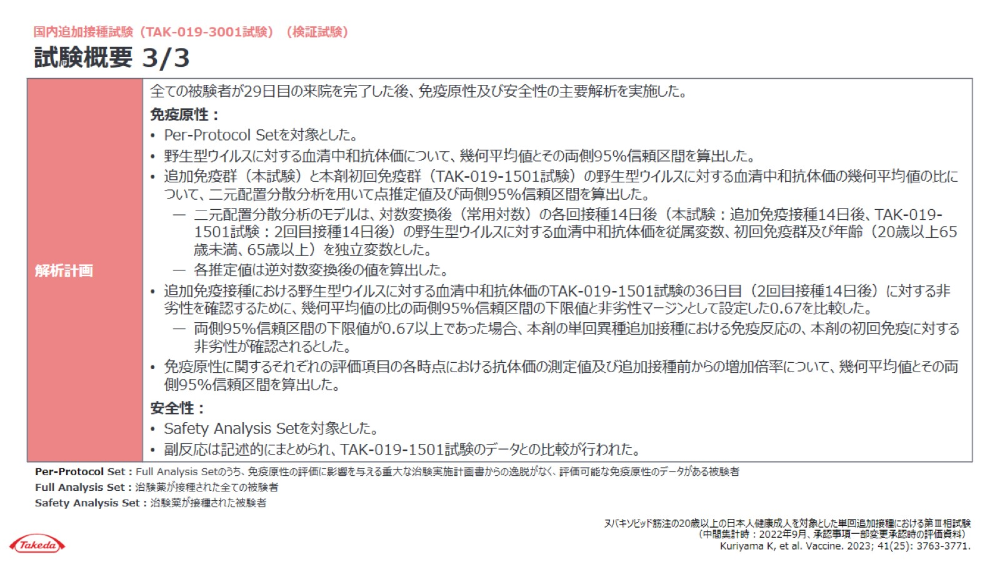 国内追加接種試験（TAK-019-3001試験）（検証試験）
試験概要 3/3
全ての被験者が29日目の来院を完了した後、免疫原性及び安全性の主要解析を実施した。
免疫原性：
• Per-Protocol Setを対象とした。
• 野生型ウイルスに対する血清中和抗体価について、幾何平均値とその両側95%信頼区間を算出した。
• 追加免疫群（本試験）と本剤初回免疫群（TAK-019-1501試験）の野生型ウイルスに対する血清中和抗体価の幾何平均値の比に
ついて、二元配置分散分析を用いて点推定値及び両側95%信頼区間を算出した。
― 二元配置分散分析のモデルは、対数変換後（常用対数）の各回接種14日後（本試験：追加免疫接種14日後、TAK-019-
1501試験：2回目接種14日後）の野生型ウイルスに対する血清中和抗体価を従属変数、初回免疫群及び年齢（20歳以上65
歳未満、65歳以上）を独立変数とした。
― 各推定値は逆対数変換後の値を算出した。
解析計画
• 追加免疫接種における野生型ウイルスに対する血清中和抗体価のTAK-019-1501試験の36日目（2回目接種14日後）に対する非
劣性を確認するために、幾何平均値の比の両側95%信頼区間の下限値と非劣性マージンとして設定した0.67を比較した。
― 両側95%信頼区間の下限値が0.67以上であった場合、本剤の単回異種追加接種における免疫反応の、本剤の初回免疫に対する
非劣性が確認されるとした。
• 免疫原性に関するそれぞれの評価項目の各時点における抗体価の測定値及び追加接種前からの増加倍率について、幾何平均値とその両
側95%信頼区間を算出した。
安全性：
• Safety Analysis Setを対象とした。
• 副反応は記述的にまとめられ、TAK-019-1501試験のデータとの比較が行われた。
Per-Protocol Set：Full Analysis Setのうち、免疫原性の評価に影響を与える重大な治験実施計画書からの逸脱がなく、評価可能な免疫原性のデータがある被験者
Full Analysis Set：治験薬が接種された全ての被験者
Safety Analysis Set：治験薬が接種された被験者
ヌバキソビッド筋注の20歳以上の日本人健康成人を対象とした単回追加接種における第Ⅲ相試験
（中間集計時：2022年9月、承認事項一部変更承認時の評価資料）
Kuriyama K, et al. Vaccine. 2023; 41(25): 3763-3771.
Takeda